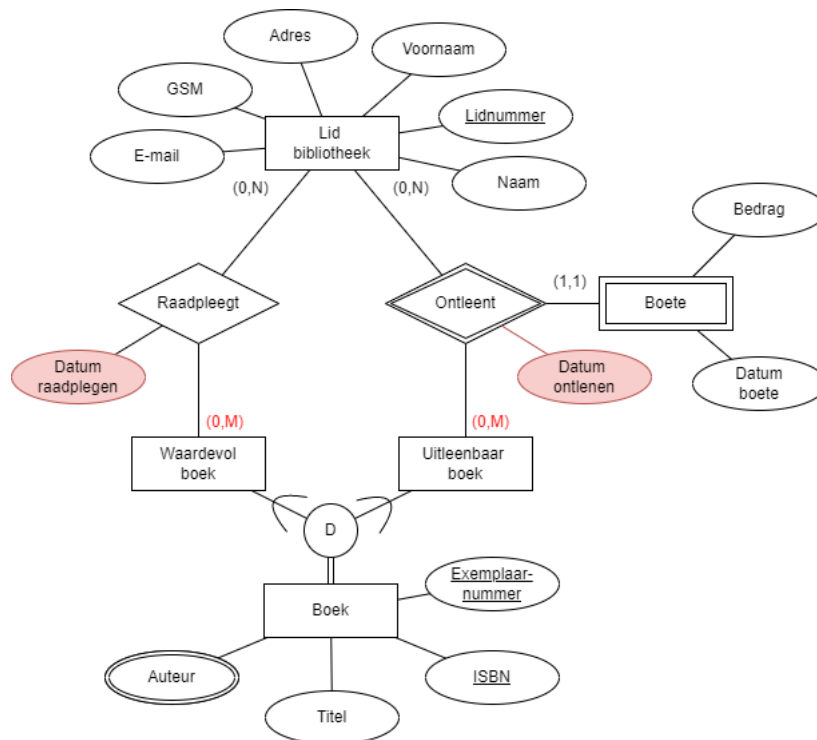 Adres
Voornaam
GSM
Lidnummer
Lid
bibliotheek
E-mail
Naam
(0,N)
(0,N)
Bedrag
(1,1)
Raadpleegt
Ontleent
Boete
Datum
raadplegen
Datum
ontlenen
Datum
boete
(0,M)
(0,M)
Waardevol
boek
Uitleenbaar
boek
D
Exemplaar-
nummer
Boek
Auteur
ISBN
Titel